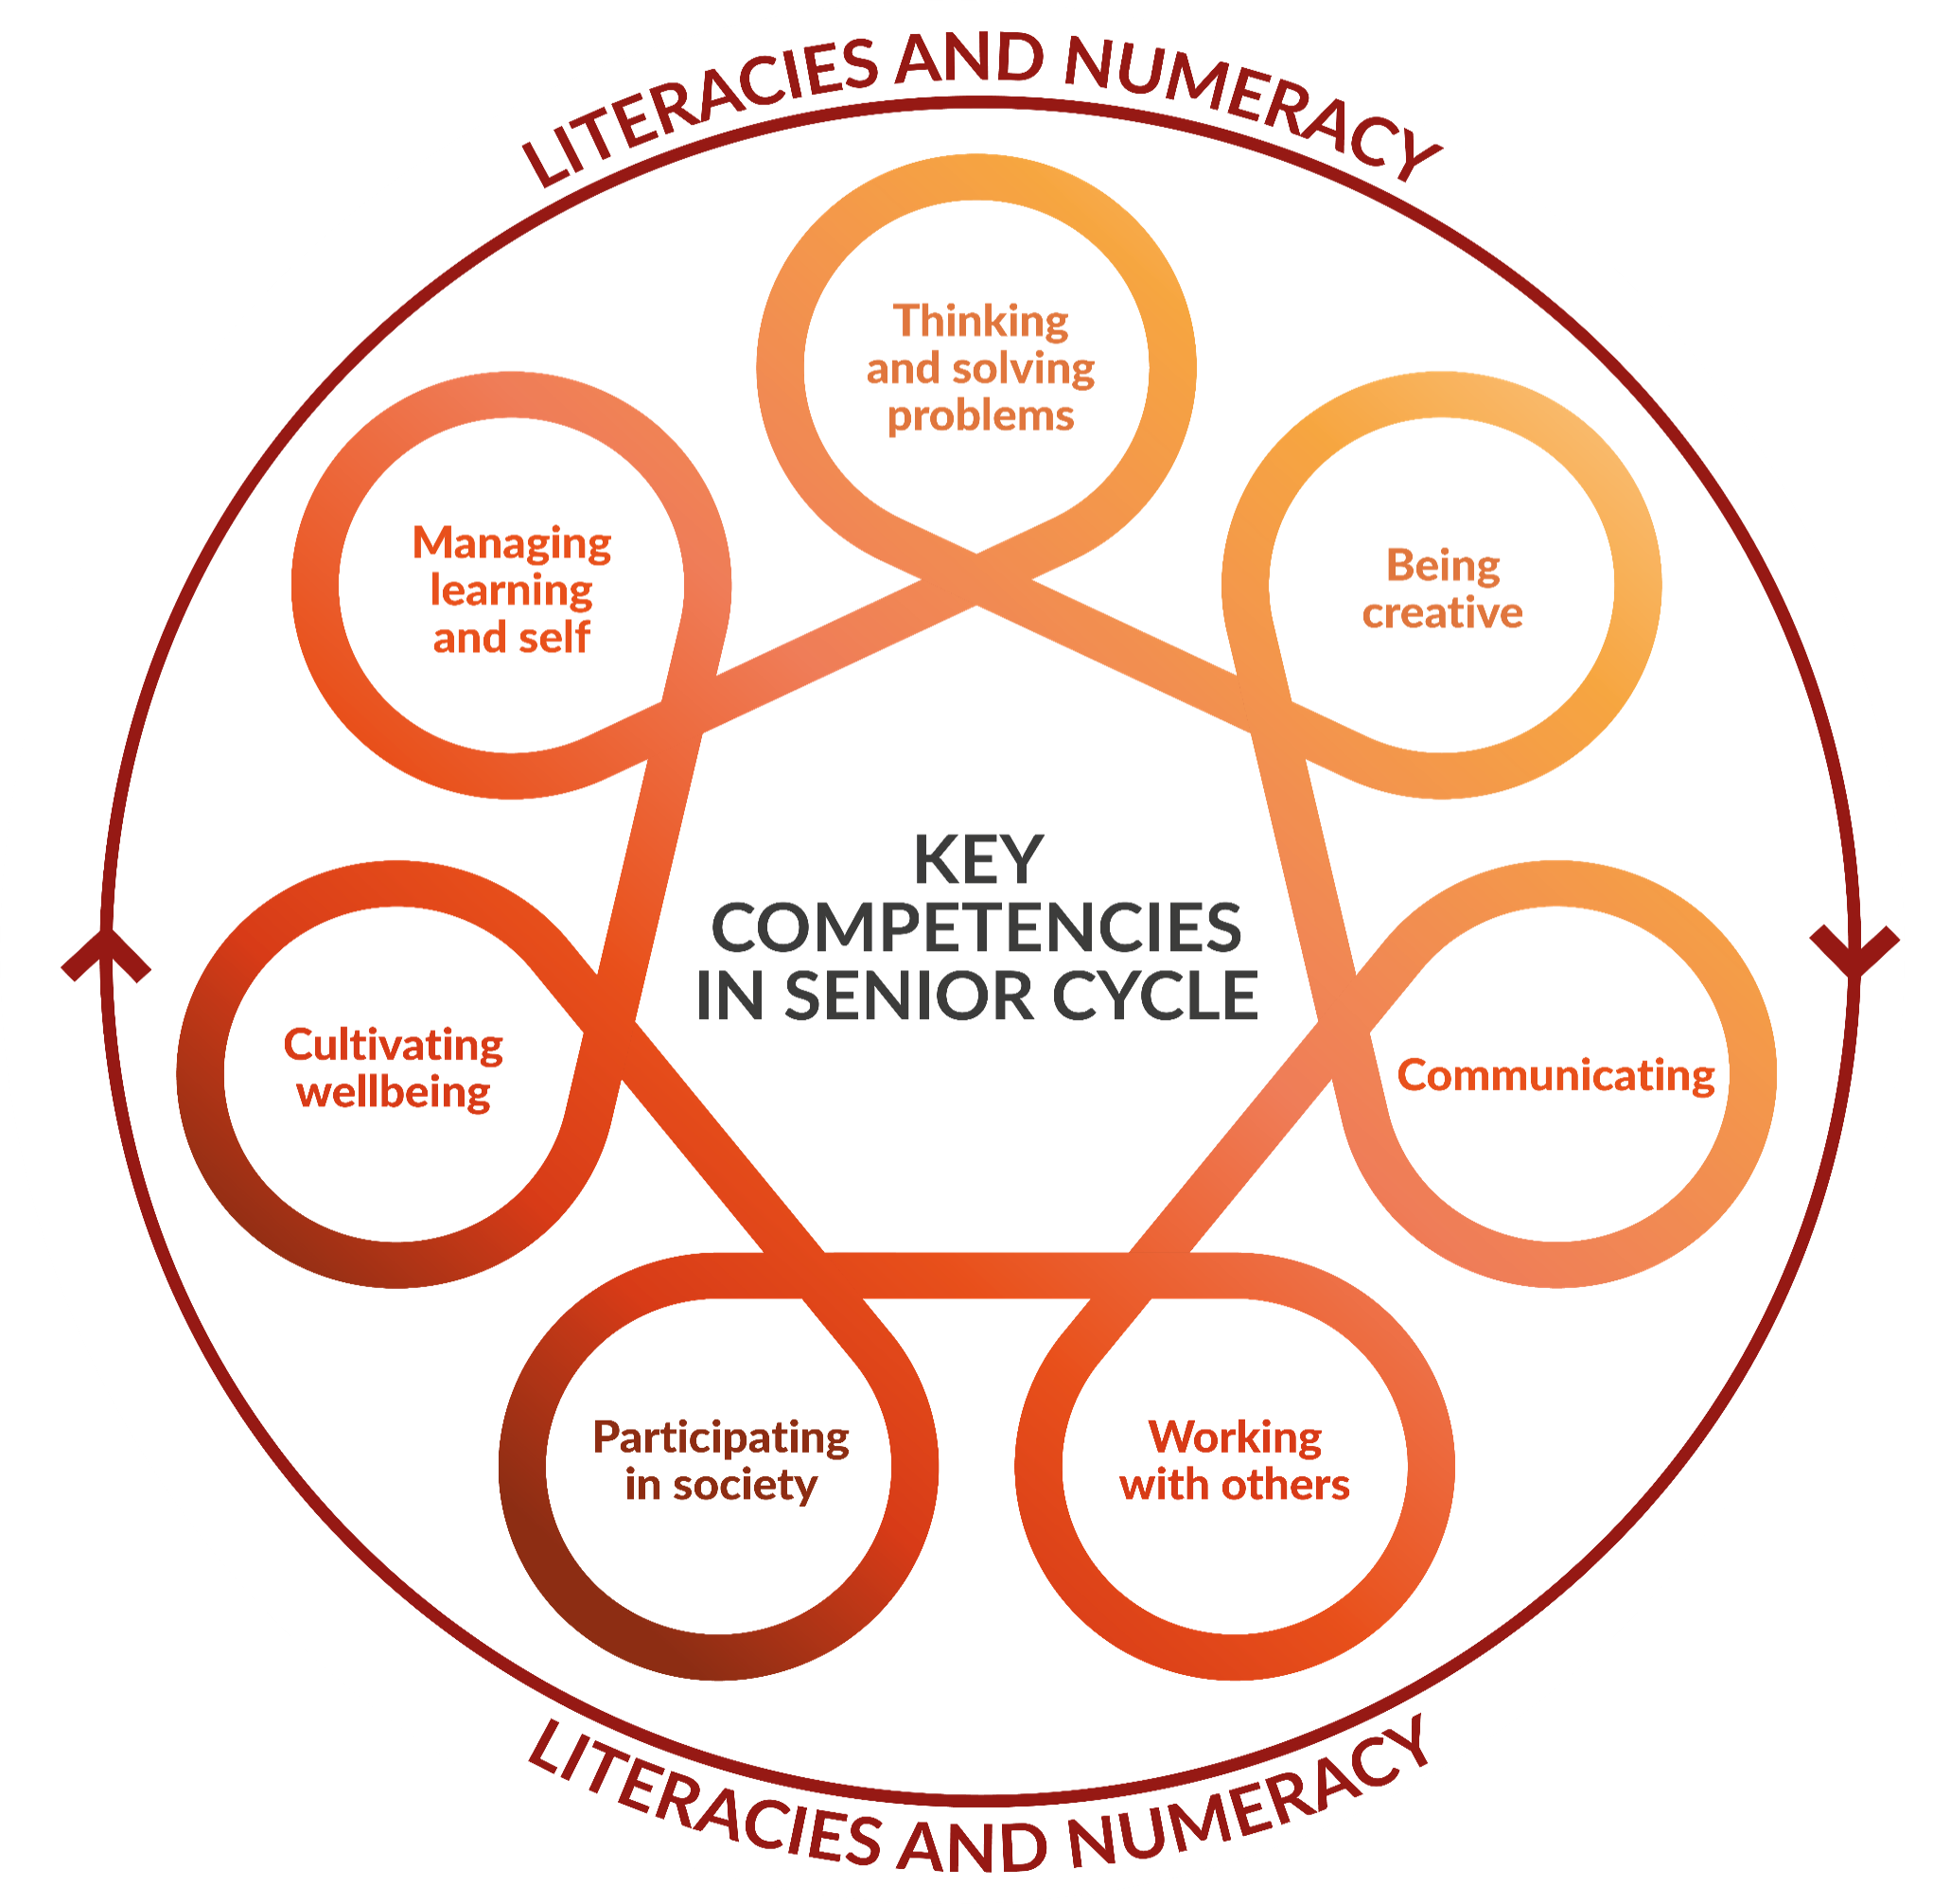 LITERACIES AND NUMERACY
Thinking
and solving
problems
Being
creative
Communicating
Working
with others
Participating
in society
Cultivating
wellbeing
Managing
learning
and self
KEY
COMPETENCIES
IN SENIOR CYCLE
LITERACIES AND NUMERACY